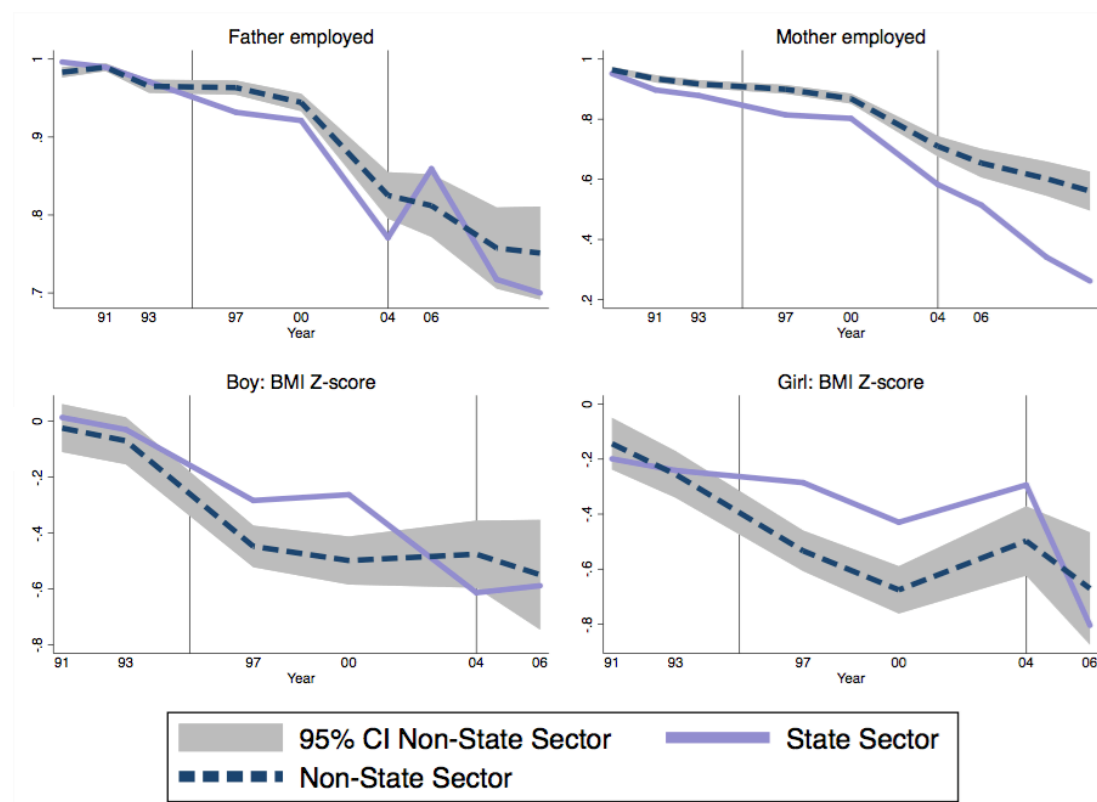 Father employed
1
.9
.8
.7
91 93 97 00 04 06
Year
Mother employed
1
.8
.6
.4
.2
91 93 97 00 04 06
Year
Boy: BMI Z-score
0
-.2
-.4
-.6
-.8
91 93 97 00 04 06
Year
Girl: BMI Z-score
0
-.2
-.4
-.6
-.8
91 93 97 00 04 06
Year
95% CI Non-State Sector
State Sector
Non-State Sector